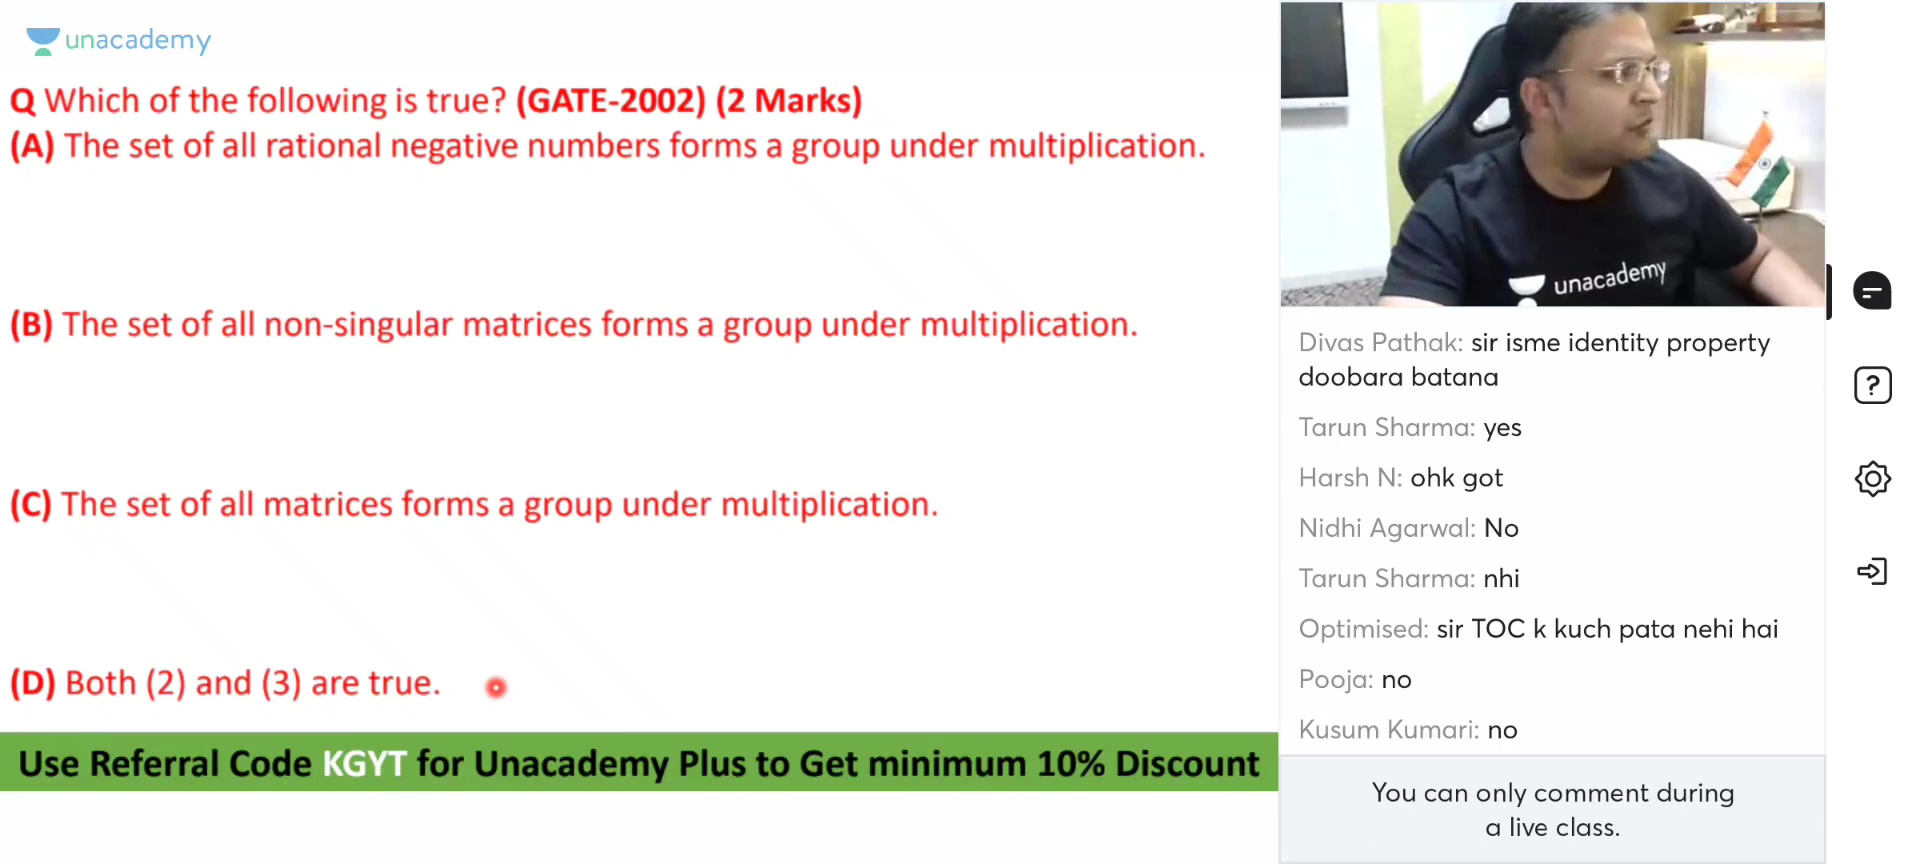 unacademy
Q Which of the following is true? (GATE-2002) (2 Marks)
(A) The set of all rational negative numbers forms a group under multiplication.
(B) The set of all non-singular matrices forms a group under multiplication.
(C) The set of all matrices forms a group under multiplication.
(D) Both (2) and (3) are true.
Use Referral Code KGYT for Unacademy Plus to Get minimum 10% Discount
unacademy
Divas Pathak: sir isme identity property
doobara batana
Tarun Sharma: yes
Harsh N: ohk got
Nidhi Agarwal: No
Tarun Sharma: nhi
Optimised: sir TOC k kuch pata nehi hai
Pooja: no
Kusum Kumari: no
You can only comment during
a live class.
?